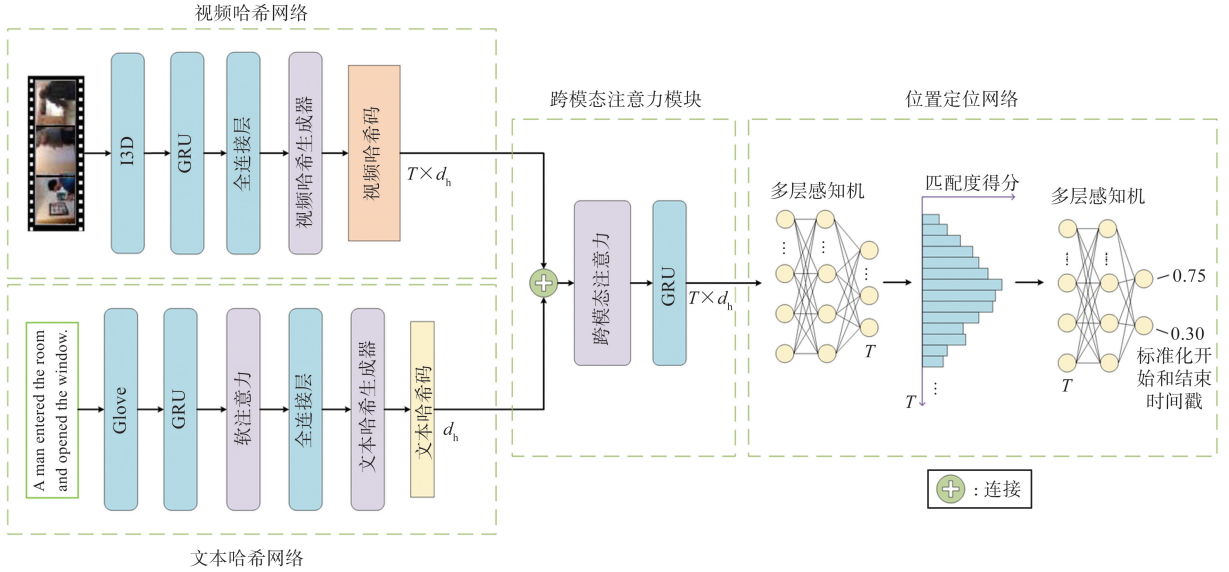 视频哈希网络
I3D
GRU
全连接层
视频哈希生成器
视频哈希码
T×dh
A man entered the room
and opened the window.
Glove
GRU
软注意力
全连接层
文本哈希生成器
文本哈希码
dh
文本哈希网络
跨模态注意力模块
跨模态注意力
GRU
T×dh
位置定位网络
多层感知机
T
匹配度得分
T
多层感知机
T
0.75
0.30
标准化开
始和结束
时间戳
:连接